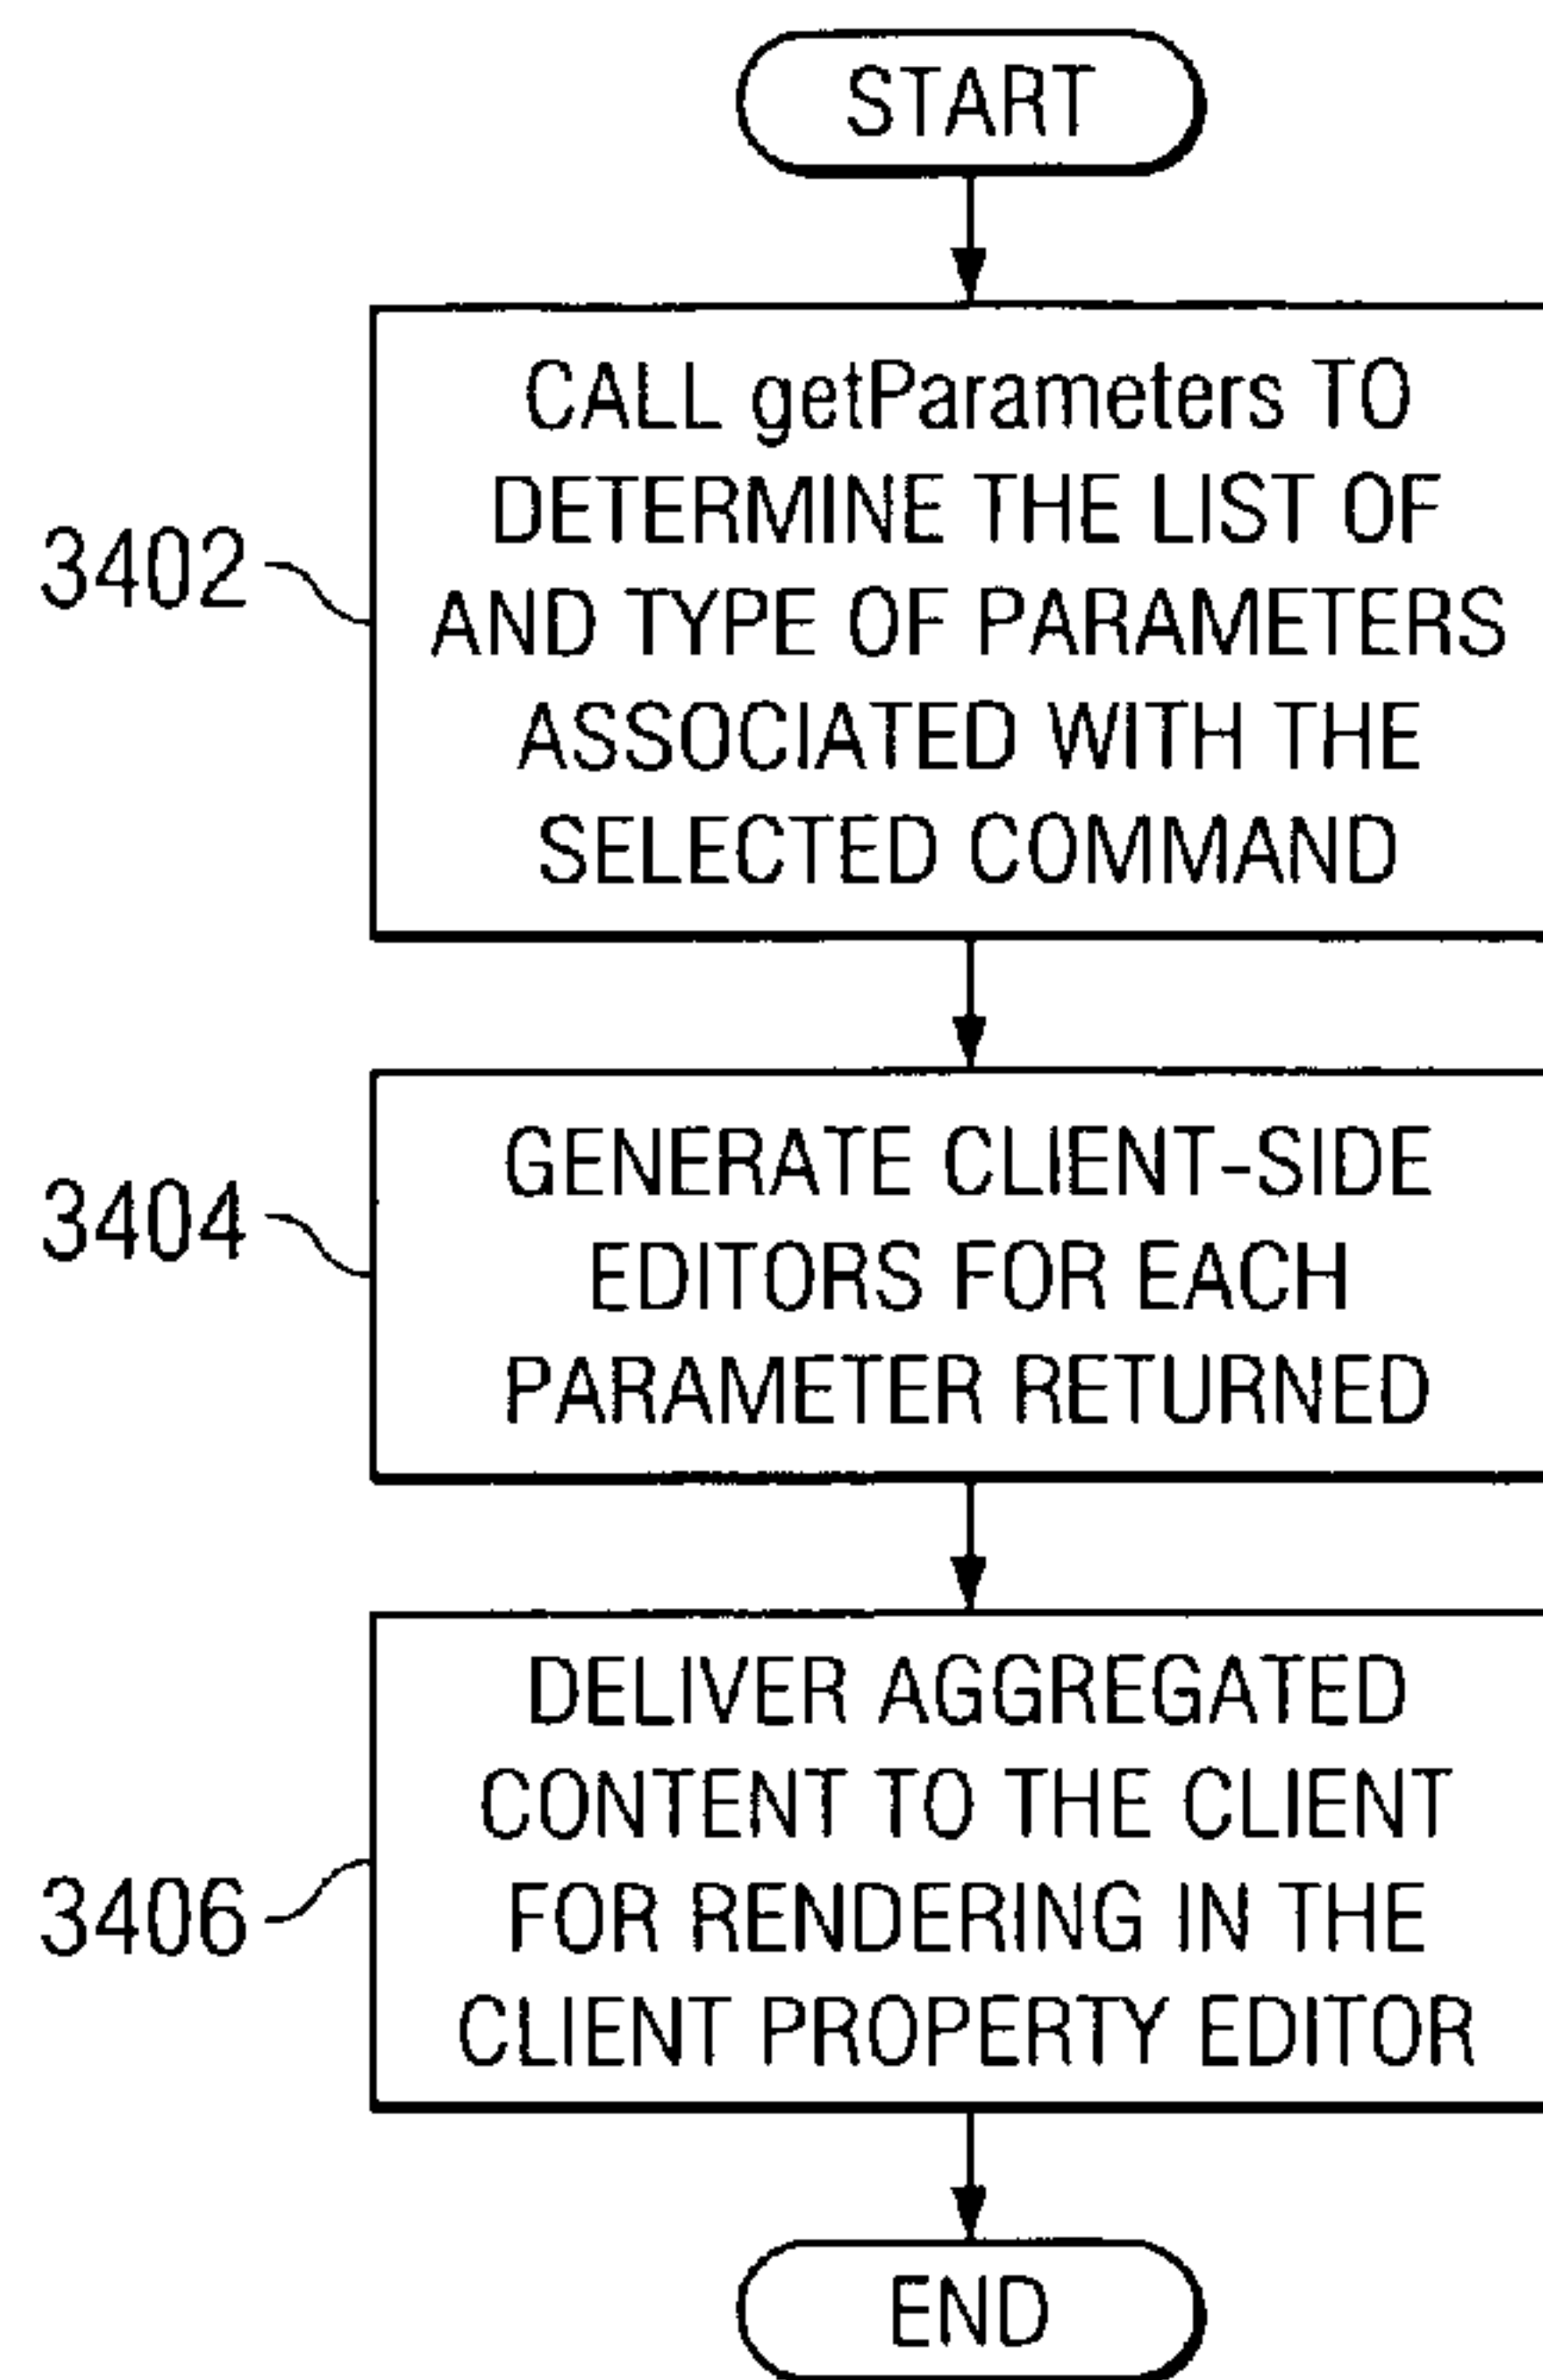 START
CALL getParameters TO
DETERMINE THE LIST OF
AND TYPE OF PARAMETERS
ASSOCIATED WITH THE
SELECTED COMMAND
3402
GENERATE CLIENT-SIDE
EDITORS FOR EACH
PARAMETER RETURNED
3404
DELIVER AGGREGATED
CONTENT TO THE CLIENT
FOR RENDERING IN THE
CLIENT PROPERTY EDITOR
3406
END